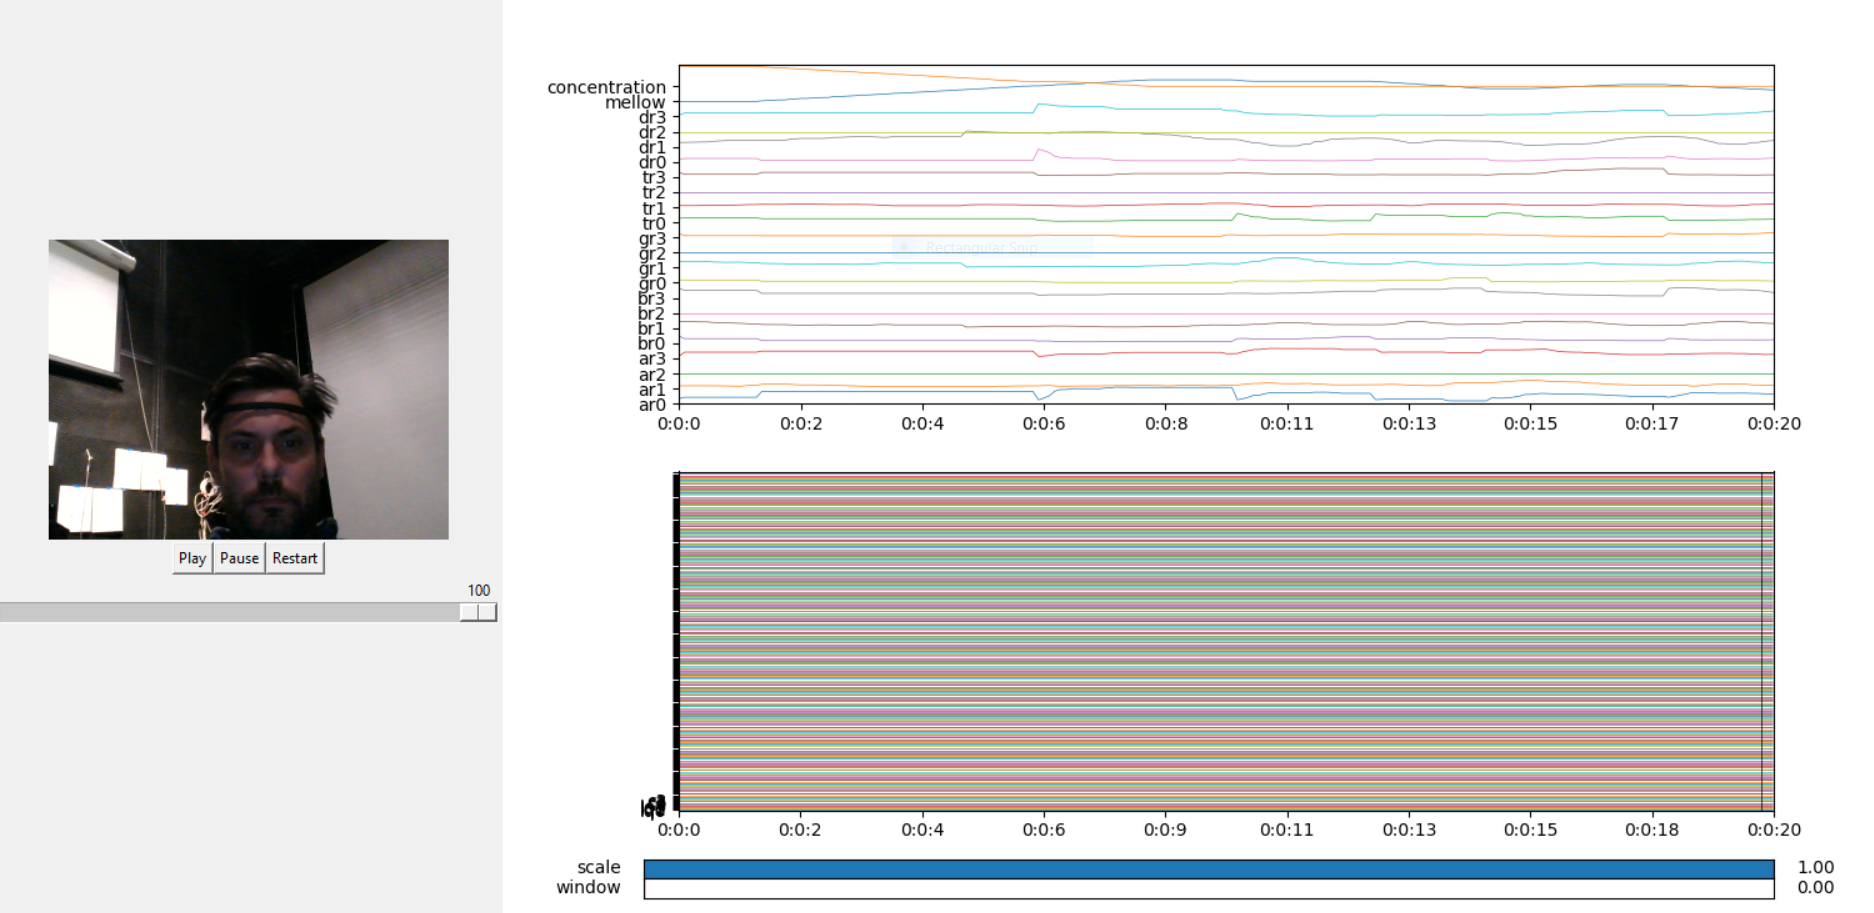 concentration
mellow
dr3
dr2
dr1
dr0
tr3
tr2
tr1
tr0
gr3
gr2
gr1
gr0
br3
br2
br1
br0
ar3
ar2
ar1
ar0
Rectangular Snip
0:0:0 0:0:2 0:0:4 0:0:6 0:0:8 0:0:11 0:0:13 0:0:15 0:0:17 0:0:20
Play Pause Restart
100
0:0:0 0:0:2 0:0:4 0:0:6 0:0:9 0:0:11 0:0:13 0:0:15 0:0:18 0:0:20
scale 1.00
window 0.00